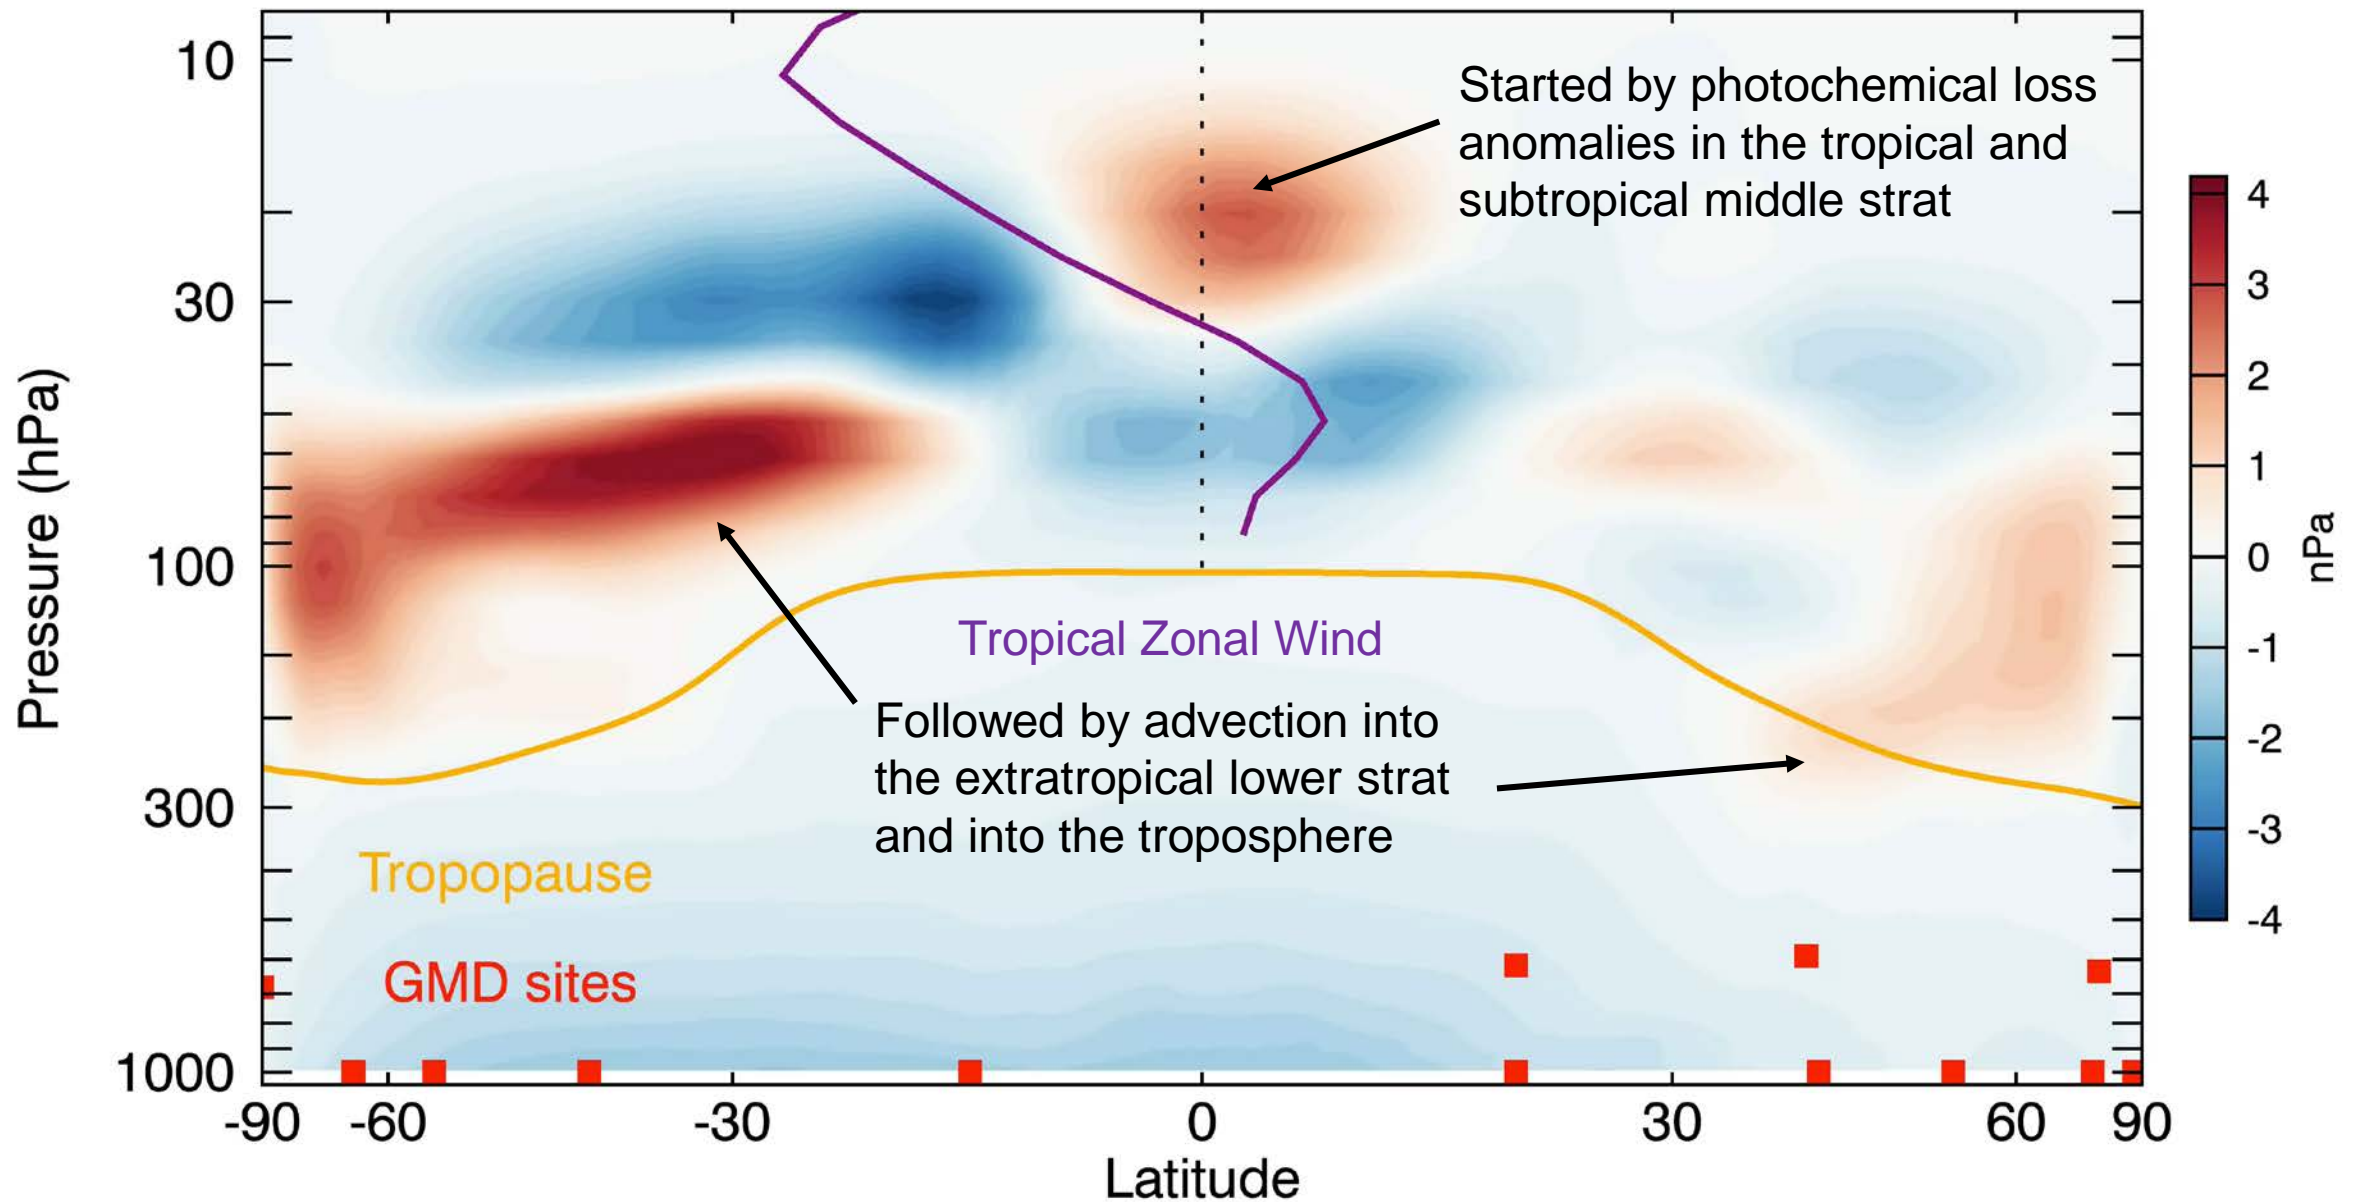 10
30
100
300
1000
Pressure (hPa)
-90
-60
-30
0
30
60
90
Latitude
Started by photochemical loss
anomalies in the tropical and
subtropical middle strat
Tropical Zonal Wind
Followed by advection into
the extratropical lower strat
and into the troposphere
Tropopause
GMD sites
4
3
2
1
0
-1
-2
-3
-4
nPa